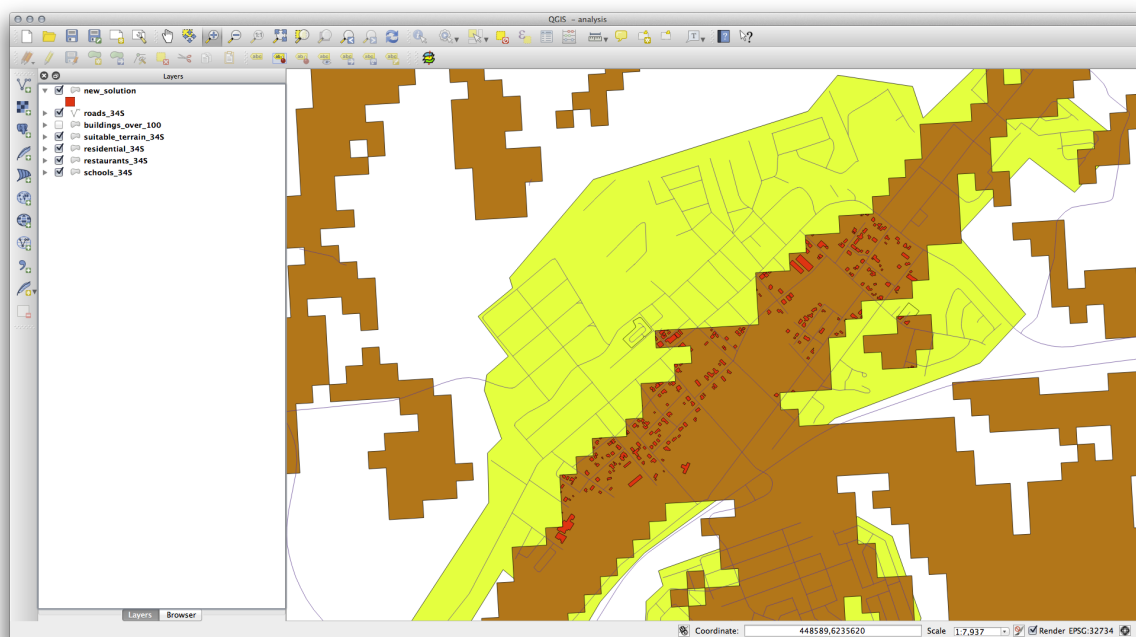 QGIS - analysis
Layers
new_solution
roads_34S
buildings_over_100
suitable_terrain_34S
residential_34S
restaurants_34S
schools_34S
Layers Browser
Coordinate: 448589,6235620 Scale 1:7,937 Render EPSG:32734